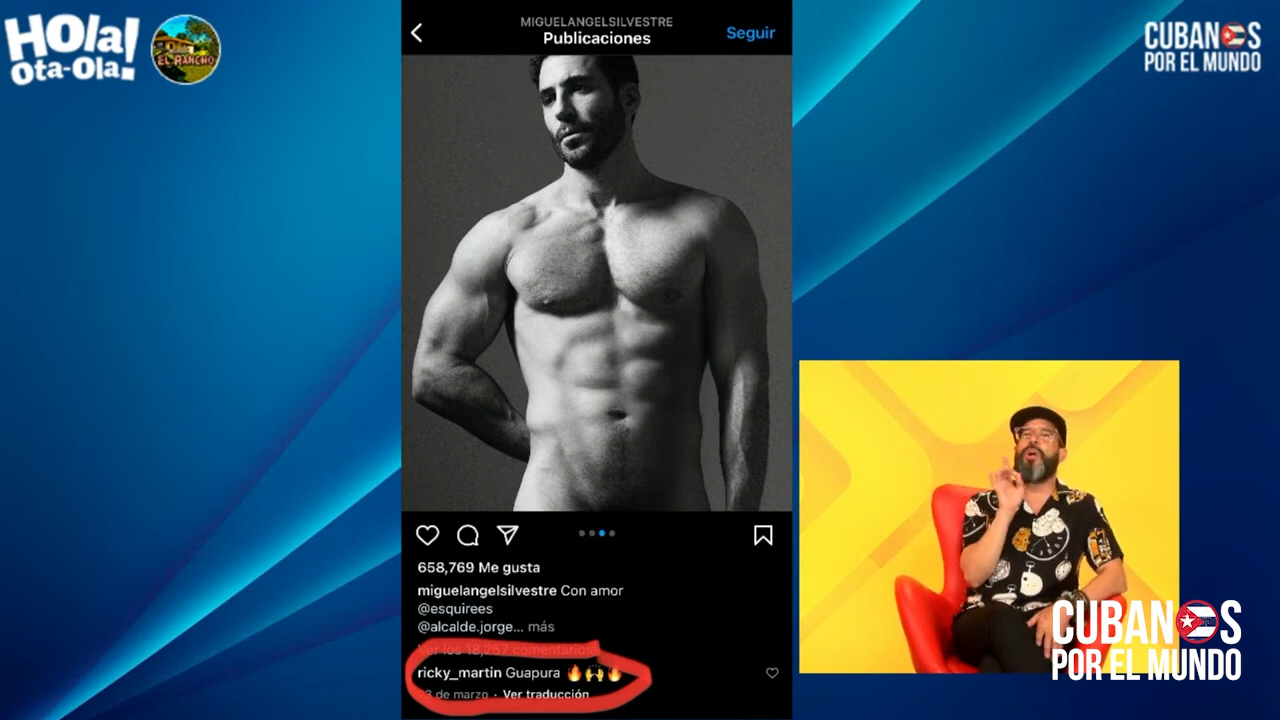 HOla!
Ota-Ola!
EL RANCHO
MIGUELANGELSILVESTRE
Publicaciones
Seguir
CUBANOS
POR EL MUNDO
658,769 Me gusta
miguelangelsilvestre Con amor
@esquirees
@alcalde.jorge... más
Ver los 18,257 comentarios
ricky_martin Guapura 🔥🙌🔥
23 de marzo · Ver traducción
CUBANOS
POR EL MUNDO